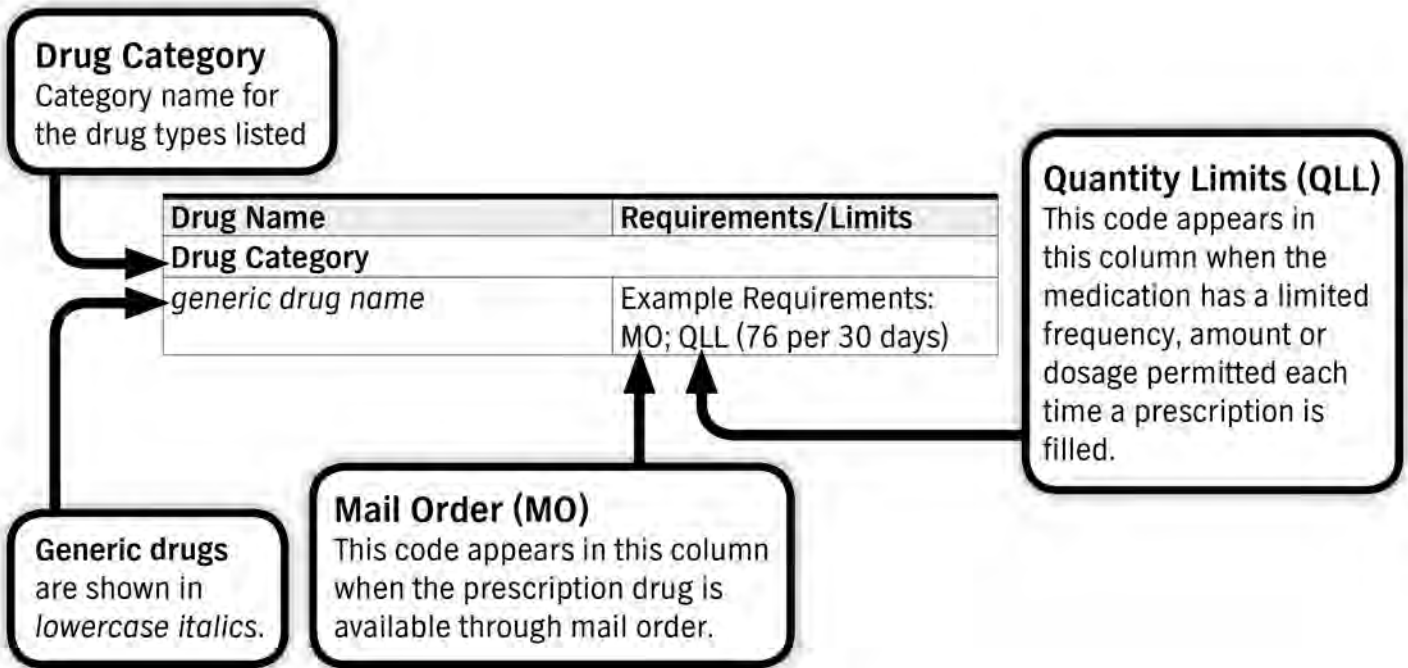 Drug Category
Category name for
the drug types listed
Quantity Limits (QLL)
This code appears in
this column when the
medication has a limited
frequency, amount or
dosage permitted each
time a prescription is
filled.
Drug Name Requirements/Limits
Drug Category
generic drug name Example Requirements:
MO; QLL (76 per 30 days)
Generic drugs
are shown in
lowercase italics.
Mail Order (MO)
This code appears in this column
when the prescription drug is
available through mail order.